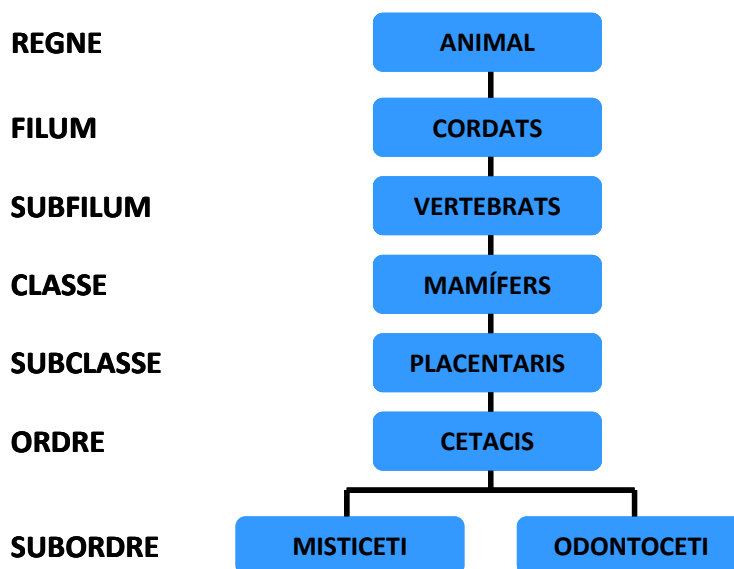 REGNE ANIMAL
FILUM CORDATS
SUBFILUM VERTEBRATS
CLASSE MAMÍFERS
SUBCLASSE PLACENTARIS
ORDRE CETACIS
SUBORDRE MISTICETI ODONTOCETI